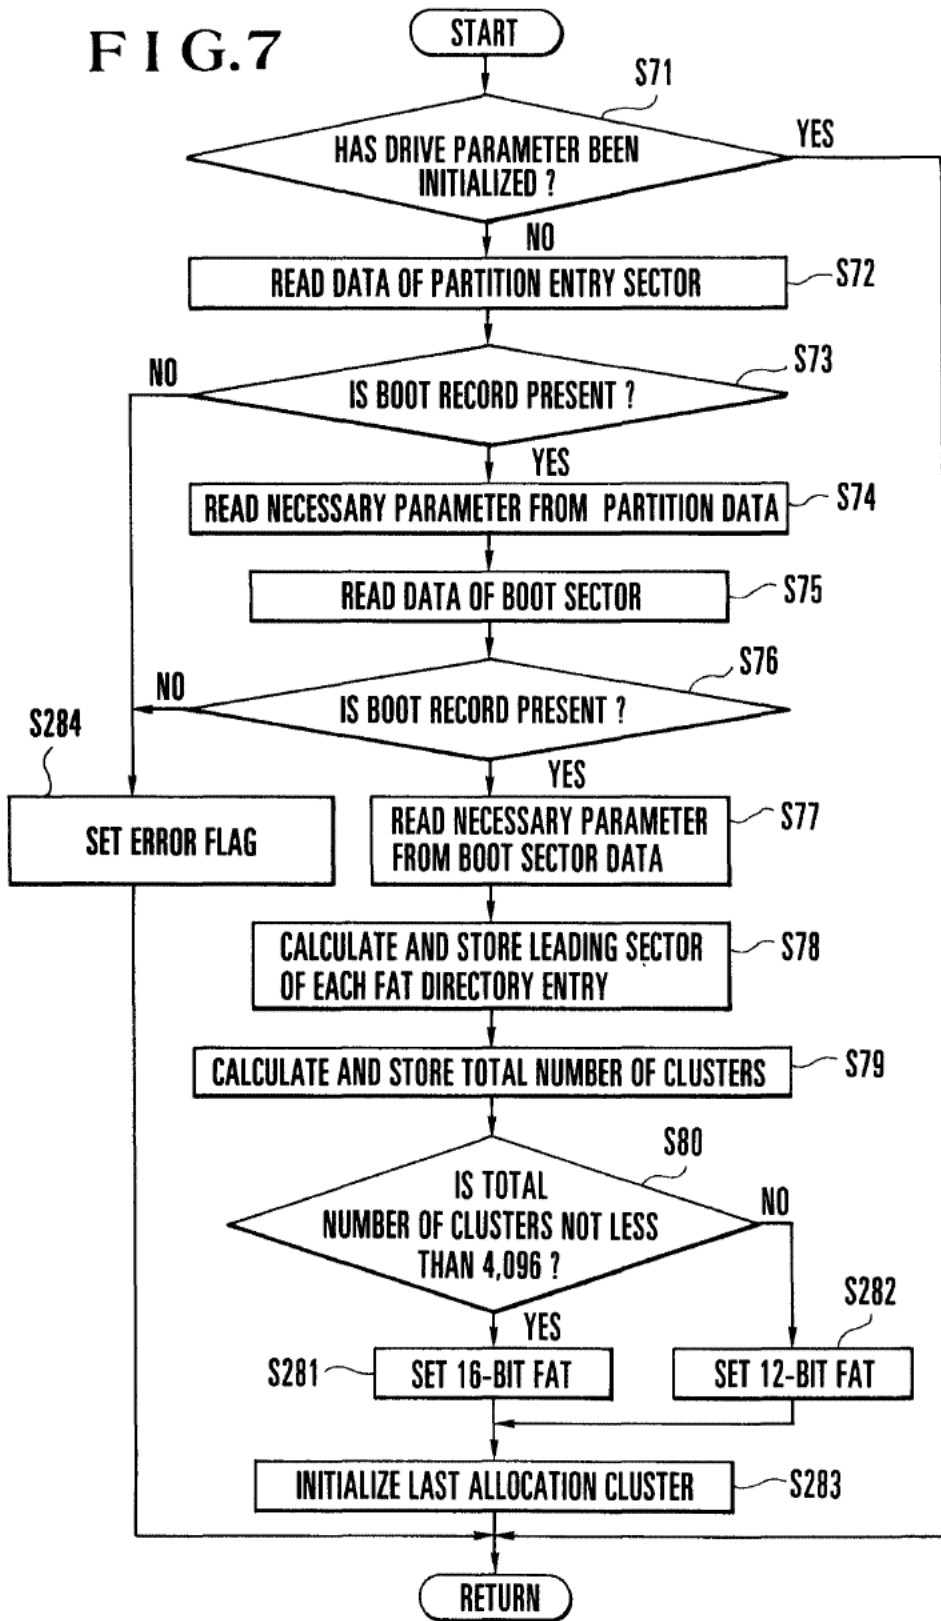 FIG.7
START
S71
HAS DRIVE PARAMETER BEEN
INITIALIZED ?
YES
NO
READ DATA OF PARTITION ENTRY SECTOR
S72
S73
NO
IS BOOT RECORD PRESENT ?
YES
READ NECESSARY PARAMETER FROM PARTITION DATA
S74
READ DATA OF BOOT SECTOR
S75
S76
NO
IS BOOT RECORD PRESENT ?
S284
YES
SET ERROR FLAG
READ NECESSARY PARAMETER
FROM BOOT SECTOR DATA
S77
CALCULATE AND STORE LEADING SECTOR
OF EACH FAT DIRECTORY ENTRY
S78
CALCULATE AND STORE TOTAL NUMBER OF CLUSTERS
S79
S80
IS TOTAL
NUMBER OF CLUSTERS NOT LESS
THAN 4,096 ?
NO
YES
S282
S281
SET 16-BIT FAT
SET 12-BIT FAT
INITIALIZE LAST ALLOCATION CLUSTER
S283
RETURN